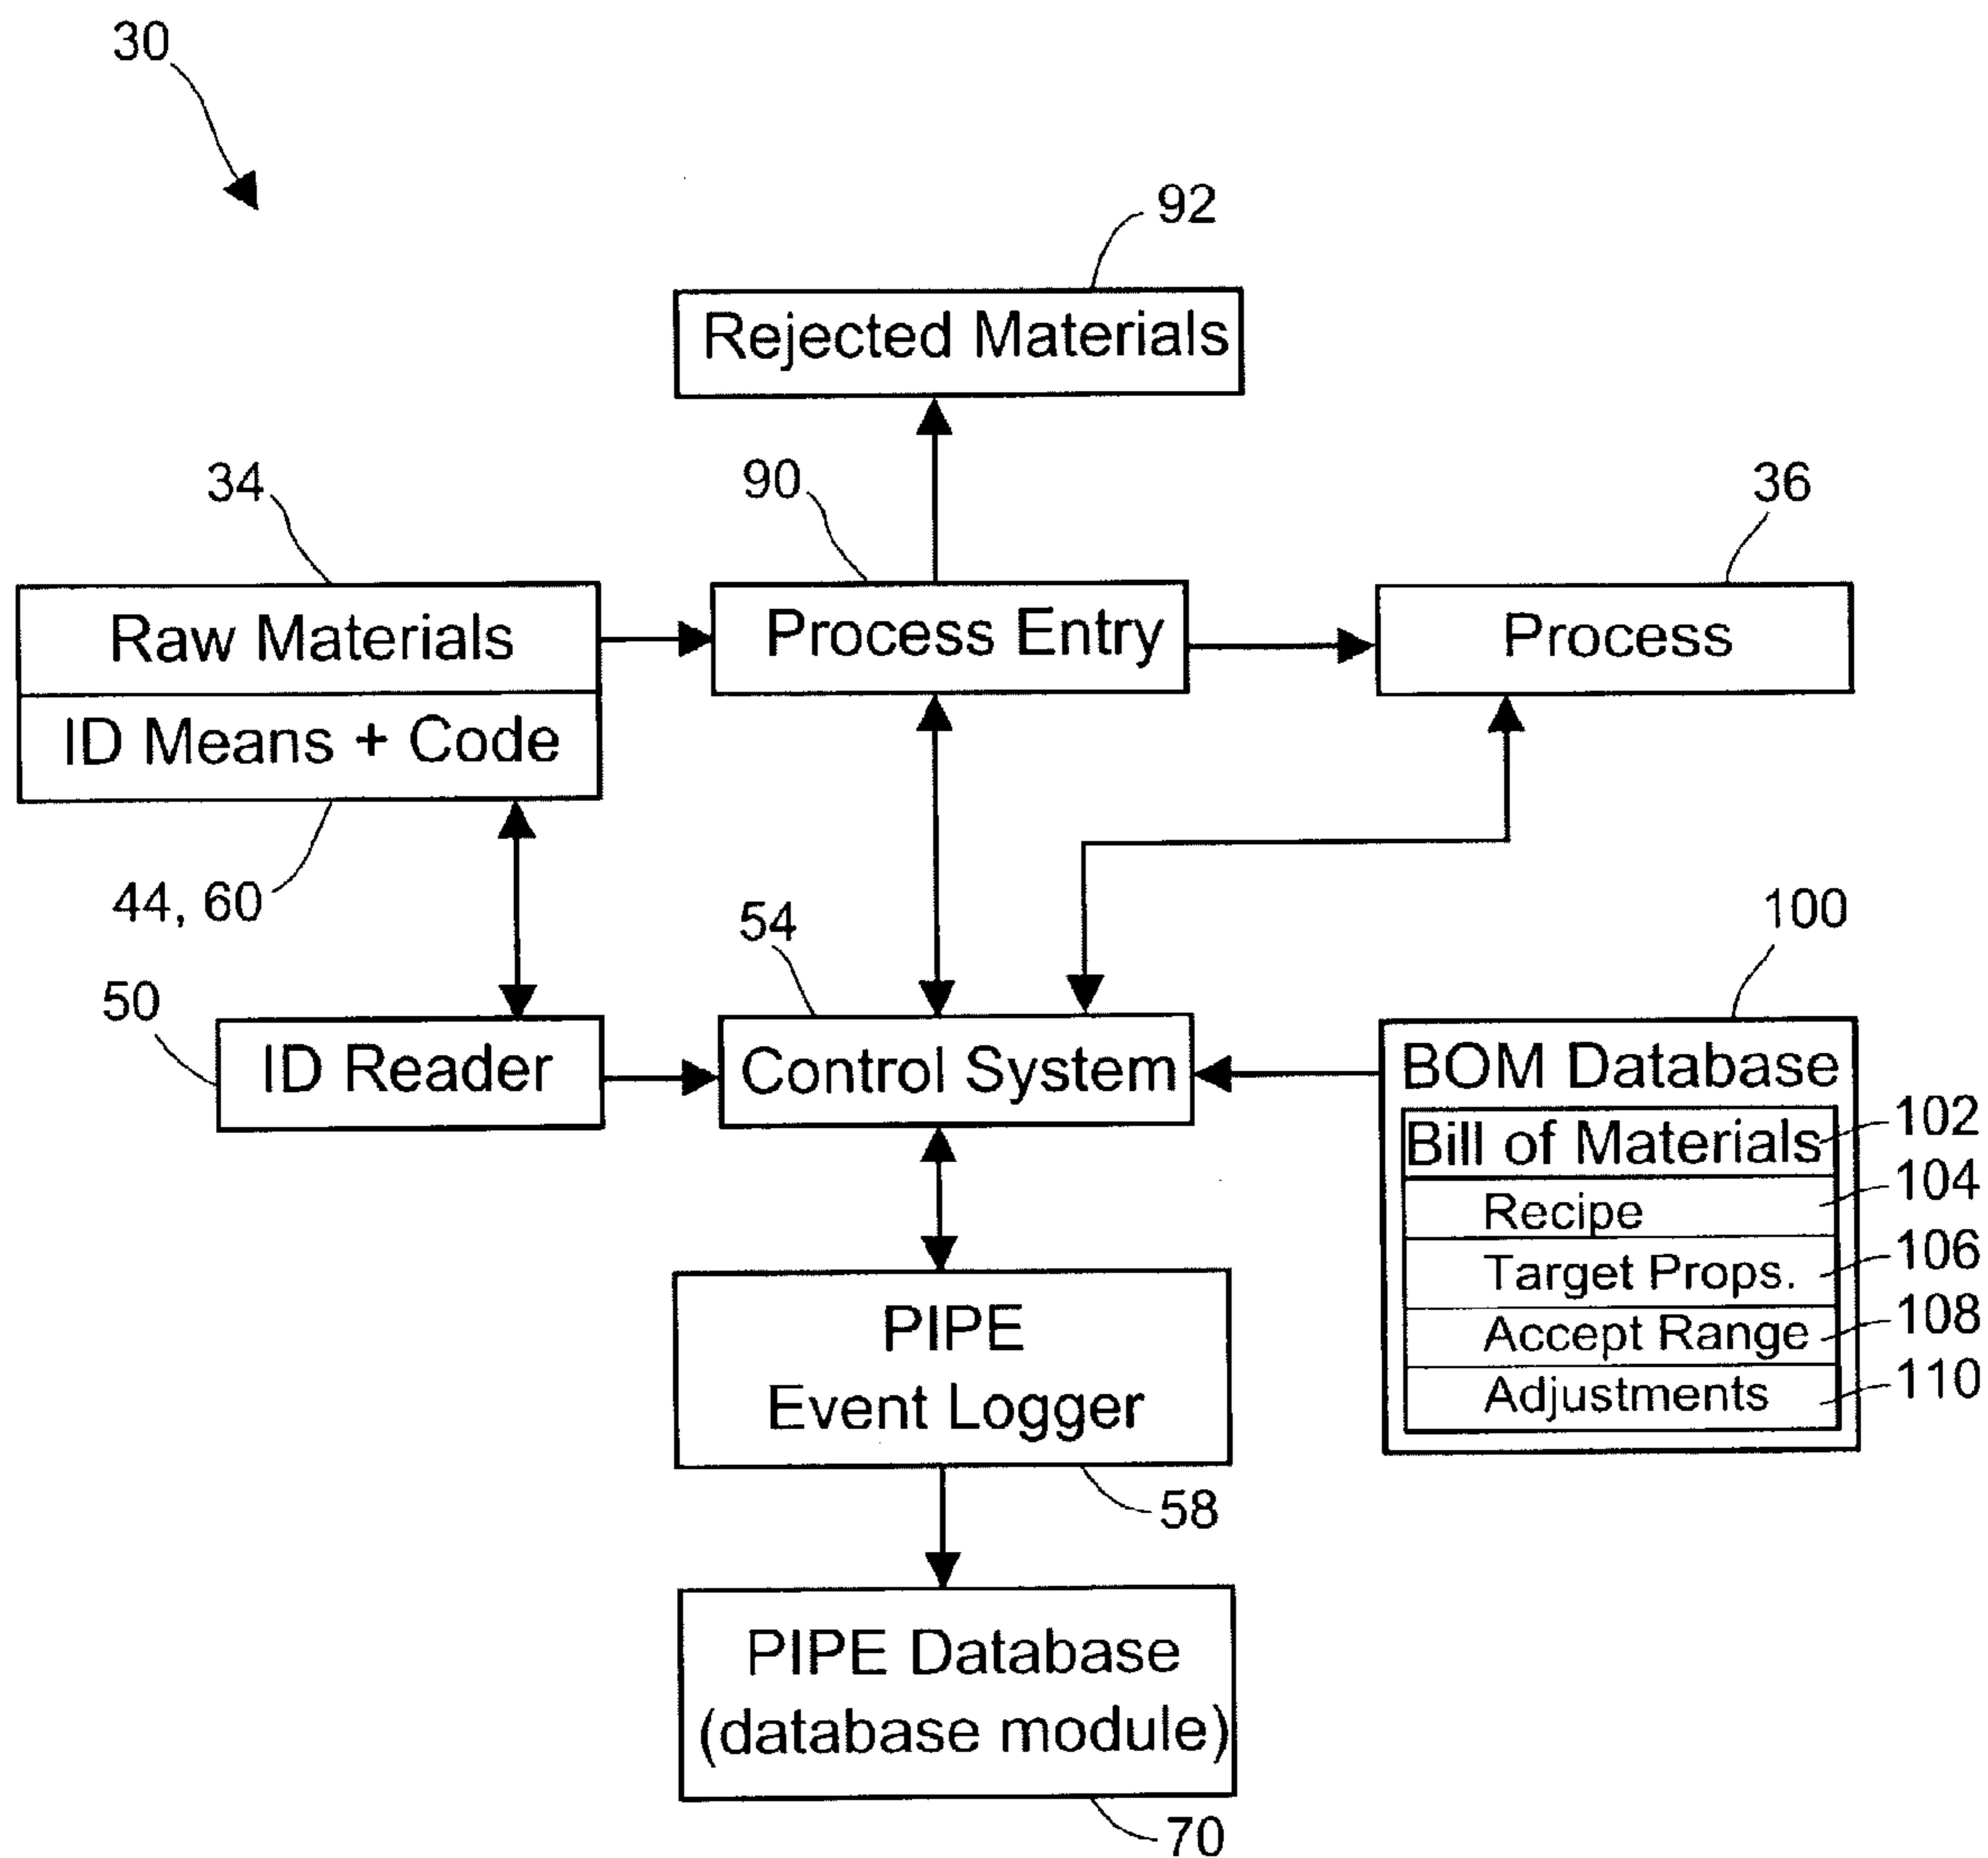 30
92
Rejected Materials
34
90
36
Raw Materials
Process Entry
Process
ID Means + Code
44, 60
54
100
50
ID Reader
Control System
BOM Database
Bill of Materials
102
Recipe
104
Target Props.
106
Accept Range
108
Adjustments
110
PIPE
Event Logger
58
PIPE Database
(database module)
70